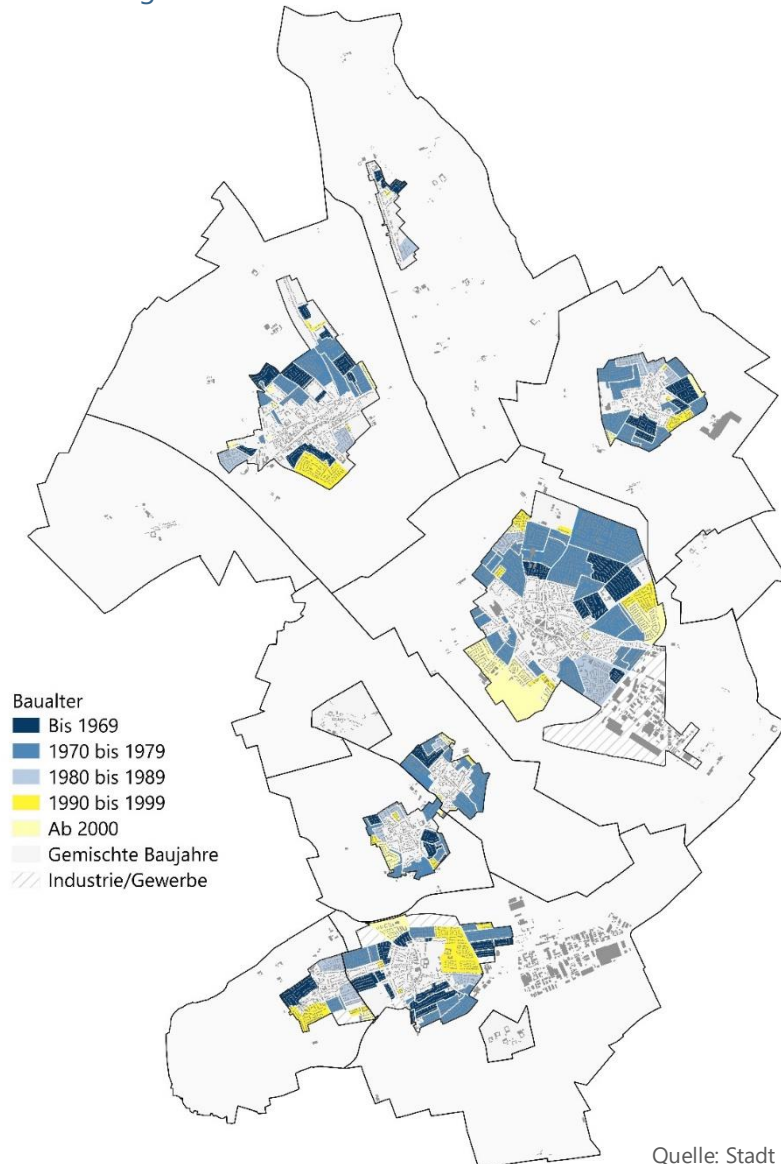 Baualter
Bis 1969
1970 bis 1979
1980 bis 1989
1990 bis 1999
Ab 2000
Gemischte Baujahre
Industrie/Gewerbe
Quelle: Stadt